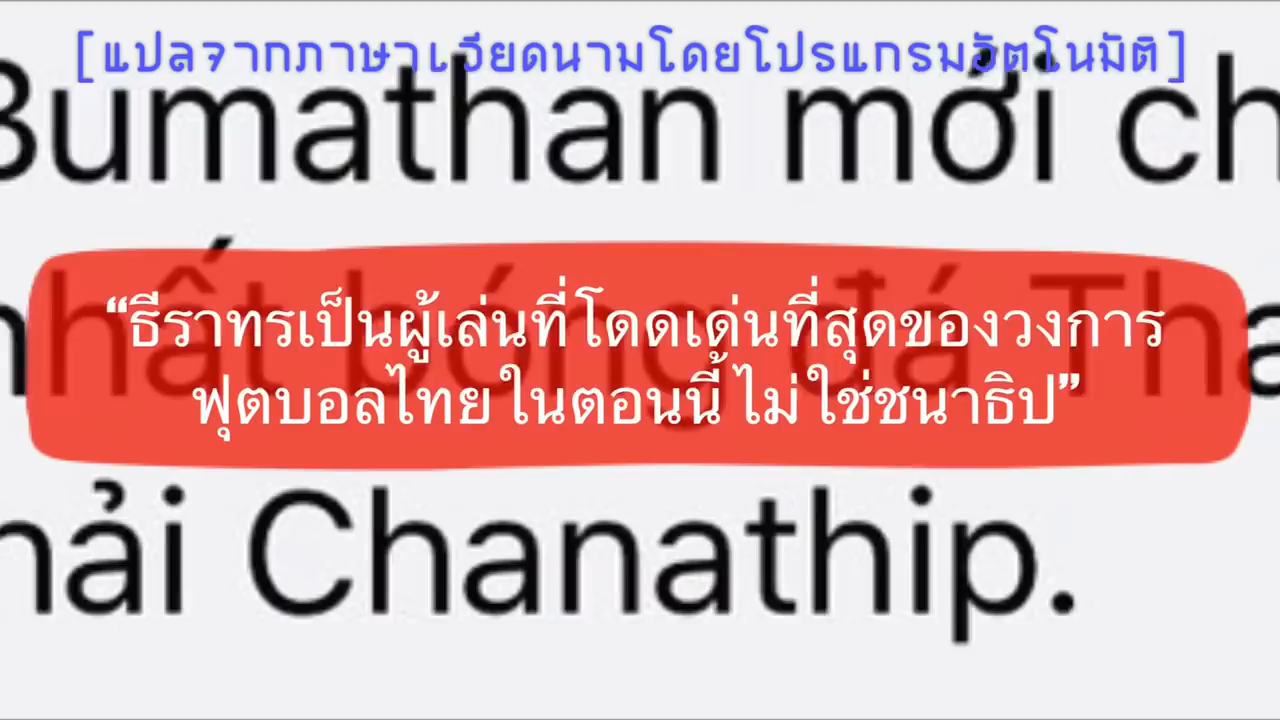 [แปลจากภาษาเวียดนามโดยโปรแกรมอัตโนมัติ]
Bumathan mới ch
nhất bóng đá Tha
“ธีราทรเป็นผู้เล่นที่โดดเด่นที่สุดของวงการ
ฟุตบอลไทยในตอนนี้ ไม่ใช่ชนาธิป”
hải Chanathip.